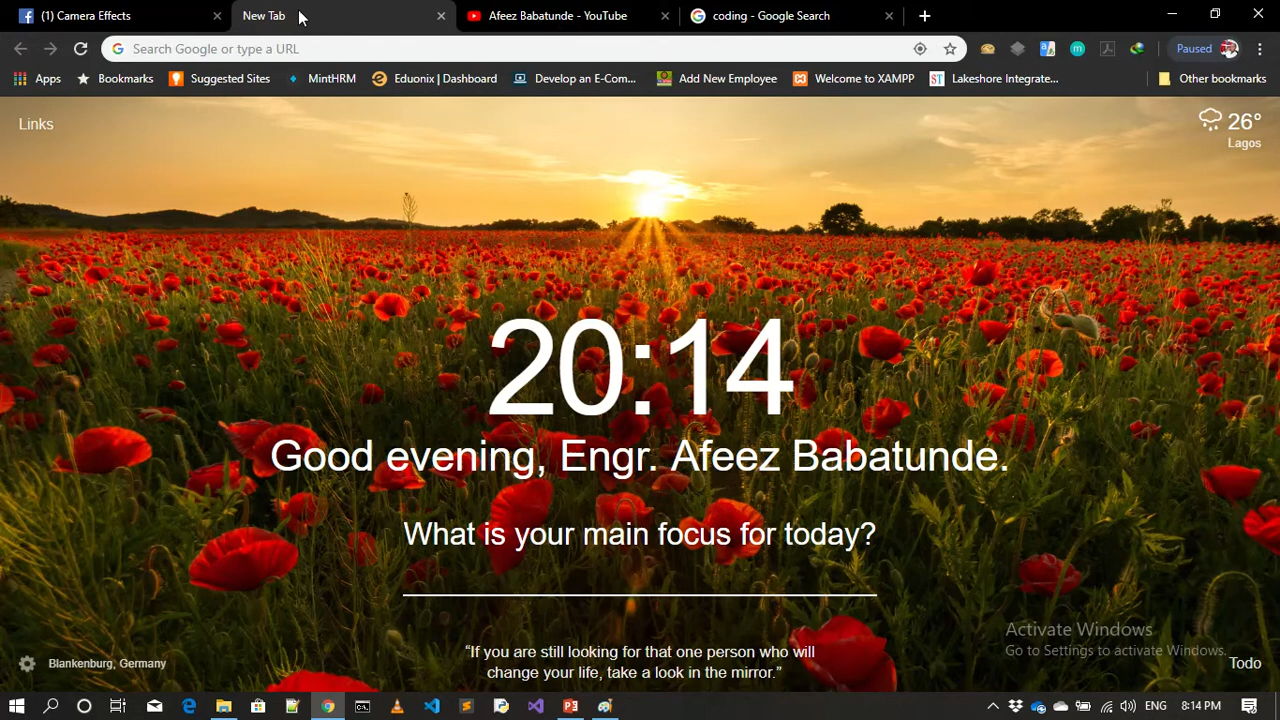 (1) Camera Effects
New Tab
Afeez Babatunde - YouTube
coding - Google Search
Search Google or type a URL
Paused
Apps
Bookmarks
Suggested Sites
MintHRM
Eduonix | Dashboard
Develop an E-Com...
Add New Employee
Welcome to XAMPP
ST
Lakeshore Integrate...
Other bookmarks
Links
26°
Lagos
20:14
Good evening, Engr. Afeez Babatunde.
What is your main focus for today?
“If you are still looking for that one person who will
change your life, take a look in the mirror.”
Activate Windows
Go to Settings to activate Windows.
Blankenburg, Germany
Todo
ENG
8:14 PM